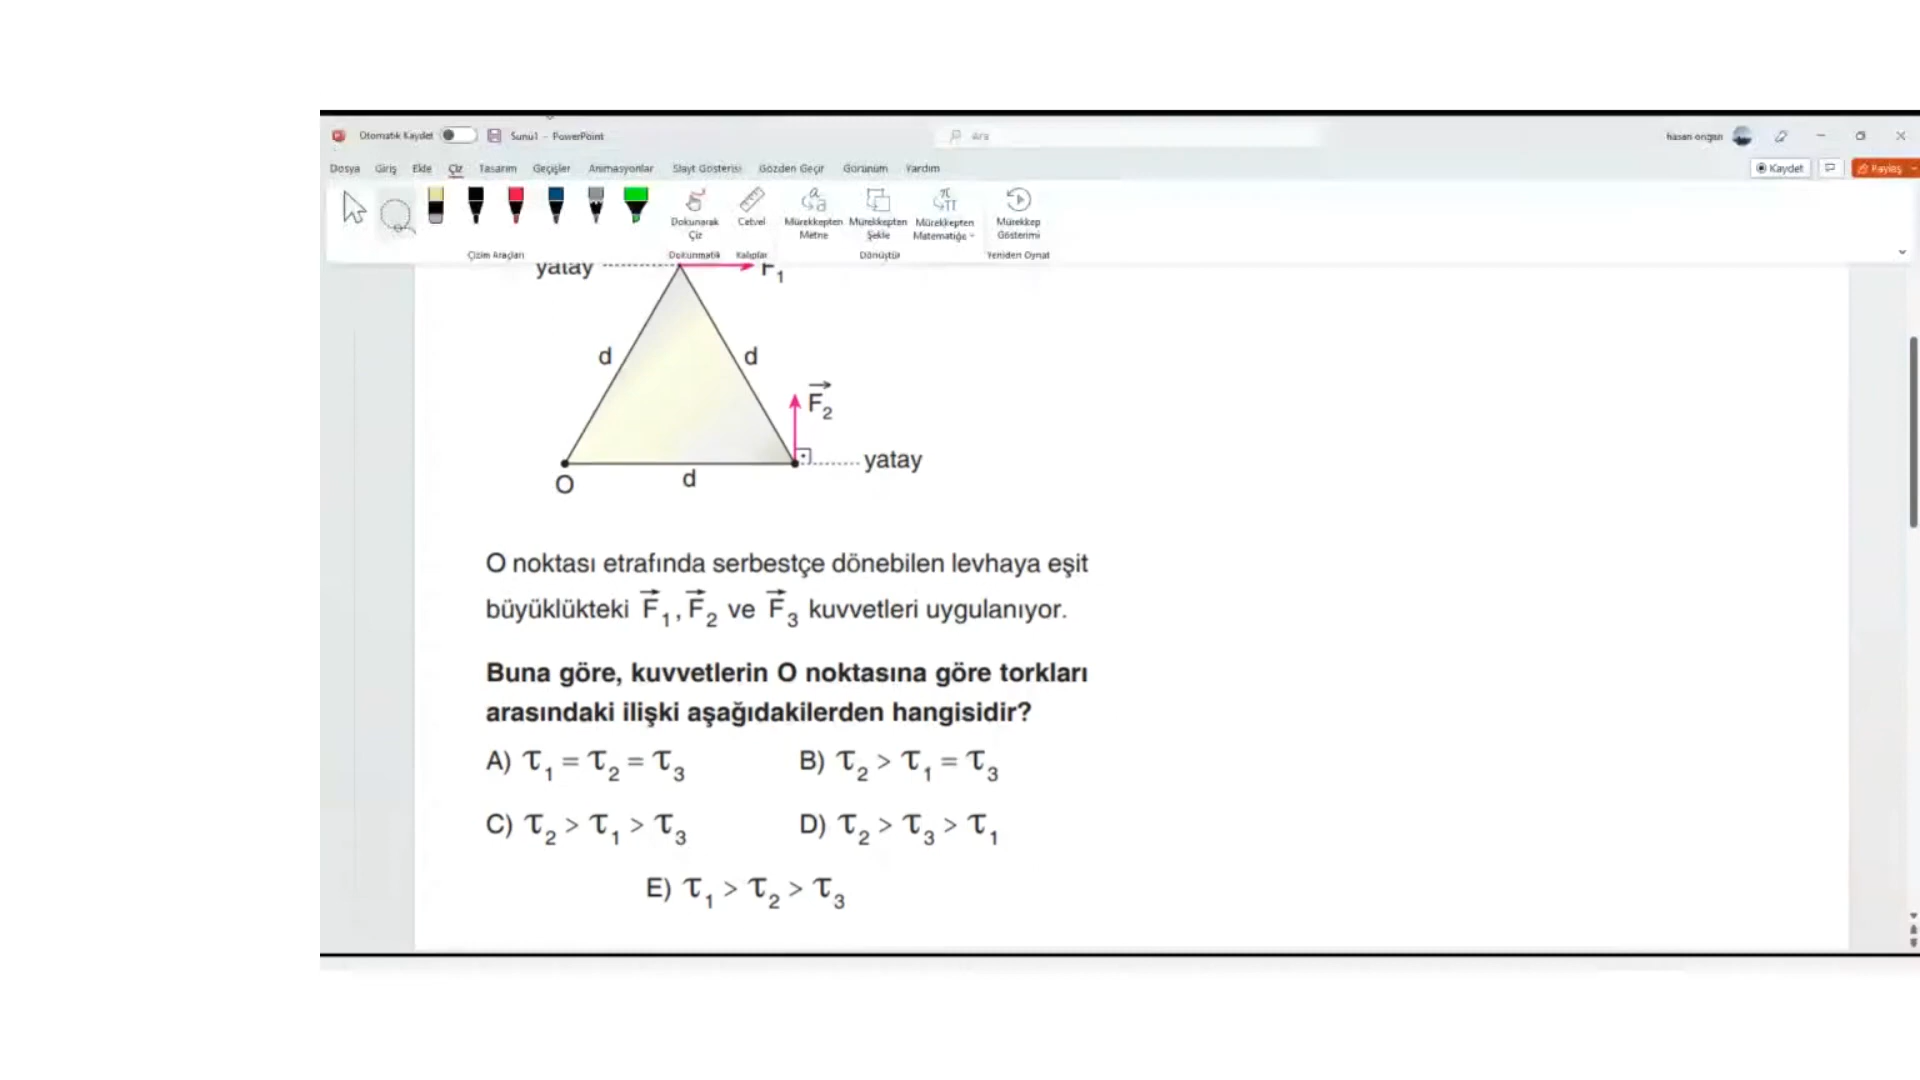 Otomatik Kaydet Sunu1 - PowerPoint Ara hasan ongan
Dosya Giriş Ekle Çiz Tasarım Geçişler Animasyonlar Slayt Gösterisi Gözden Geçir Görünüm Yardım Kaydet Paylaş
Dokunarak Çiz
Cetvel
Mürekkepten Metne
Mürekkepten Şekle
Mürekkepten Matematiğe
Mürekkep Gösterimi
Çizim Araçları Dokunmatik Kalıplar Dönüştür Yeniden Oynat
yatay F₁
d d
F₂
yatay
O d
O noktası etrafında serbestçe dönebilen levhaya eşit
büyüklükteki F₁, F₂ ve F₃ kuvvetleri uygulanıyor.
Buna göre, kuvvetlerin O noktasına göre torkları
arasındaki ilişki aşağıdakilerden hangisidir?
A) τ₁ = τ₂ = τ₃ B) τ₂ > τ₁ = τ₃
C) τ₂ > τ₁ > τ₃ D) τ₂ > τ₃ > τ₁
E) τ₁ > τ₂ > τ₃